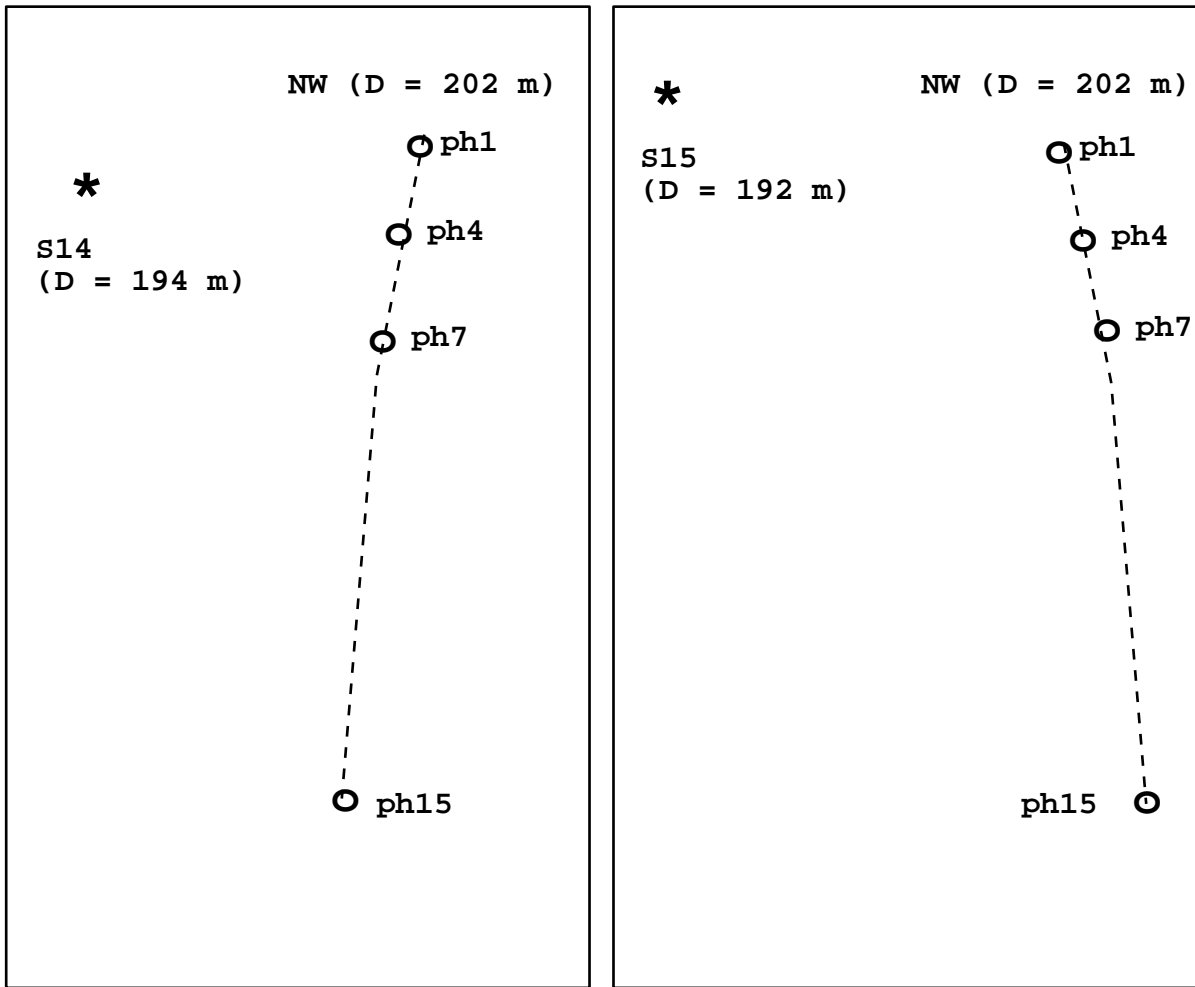 NW (D = 202 m)
ph1
*
ph4
S14
(D = 194 m)
ph7
ph15
NW (D = 202 m)
*
ph1
S15
(D = 192 m)
ph4
ph7
ph15